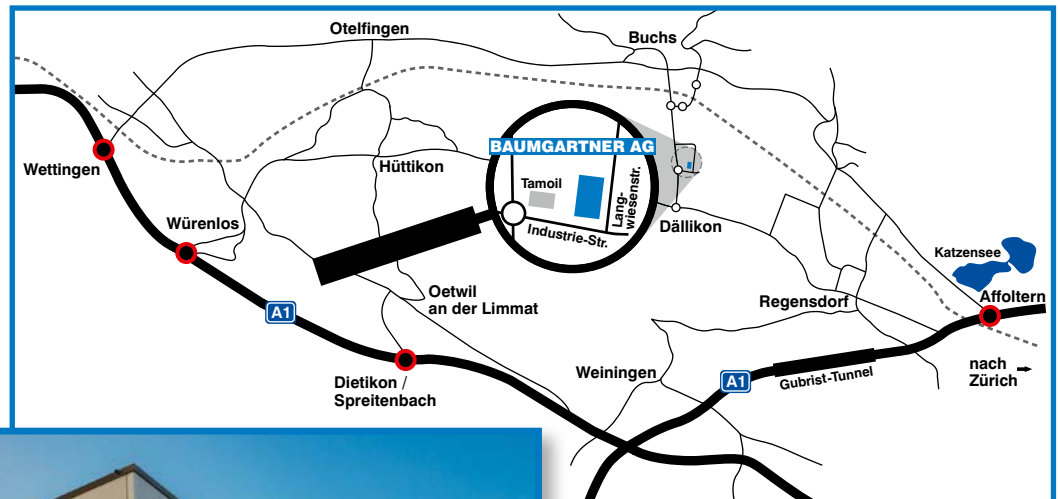 Otelfingen
Buchs
BAUMGARTNER AG
Wettingen
Hüttikon
Tamoil
Lang-
wiesenstr.
Würenlos
Industrie-Str.
Dällikon
Katzensee
Oetwil
an der Limmat
Regensdorf
Affoltern
A1
Weiningen
A1
Gubrist-Tunnel
nach
Zürich
Dietikon /
Spreitenbach